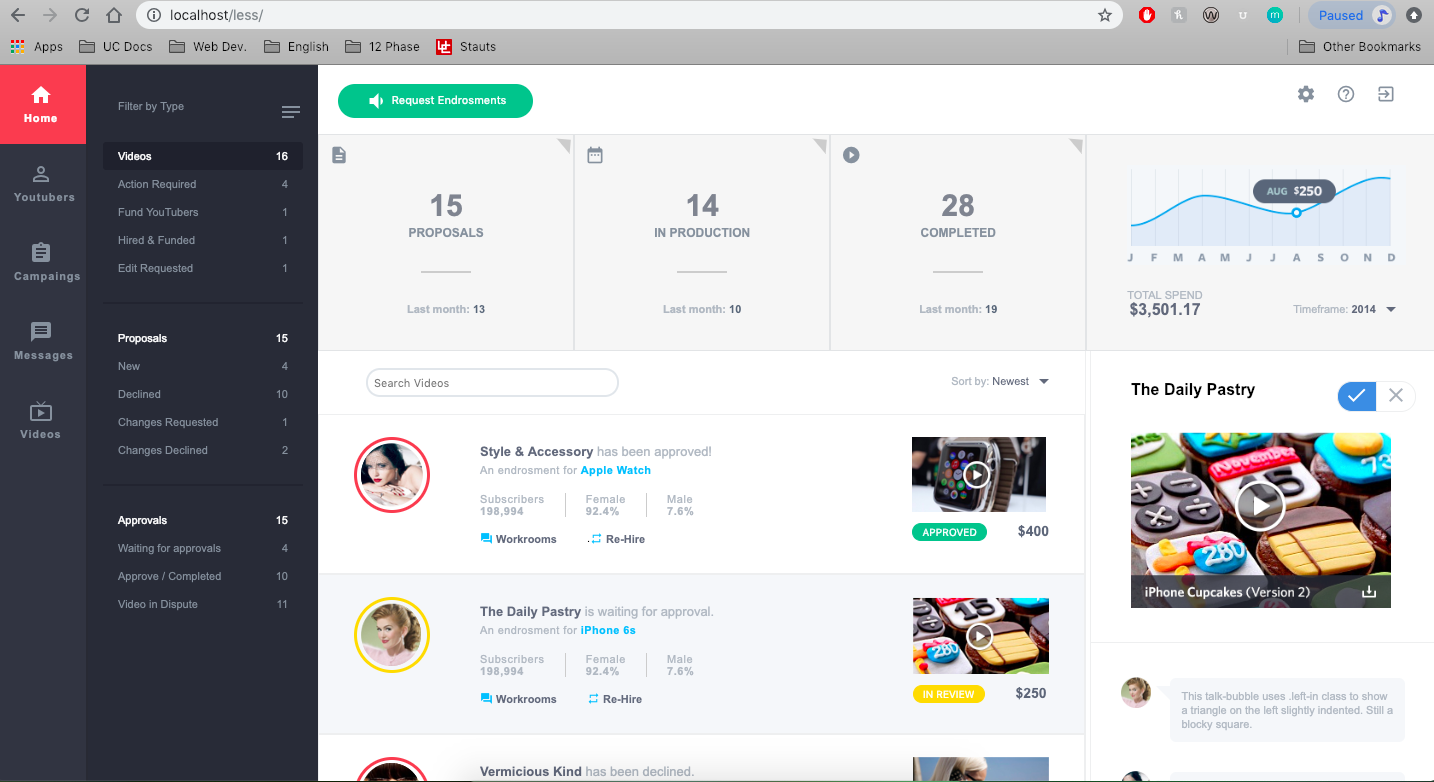 localhost/less/
Paused
Apps
UC Docs
Web Dev.
English
12 Phase
Stauts
Other Bookmarks
Home
Youtubers
Campaings
Messages
Videos
Filter by Type
Videos 16
Action Required 4
Fund YouTubers 1
Hired & Funded 1
Edit Requested 1
Proposals 15
New 4
Declined 10
Changes Requested 1
Changes Declined 2
Approvals 15
Waiting for approvals 4
Approve / Completed 10
Video in Dispute 11
Request Endrosments
15
PROPOSALS
Last month: 13
14
IN PRODUCTION
Last month: 10
28
COMPLETED
Last month: 19
AUG $250
J F M A M J J A S O N D
TOTAL SPEND
$3,501.17
Timeframe: 2014
Search Videos
Sort by: Newest
Style & Accessory has been approved!
An endrosment for Apple Watch
Subscribers Female Male
198,994 92.4% 7.6%
Workrooms Re-Hire
APPROVED $400
The Daily Pastry is waiting for approval.
An endrosment for iPhone 6s
Subscribers Female Male
198,994 92.4% 7.6%
Workrooms Re-Hire
IN REVIEW $250
Vermicious Kind has been declined.
The Daily Pastry
November
73
15
280
iPhone Cupcakes (Version 2)
This talk-bubble uses .left-in class to show
a triangle on the left slightly indented. Still a
blocky square.